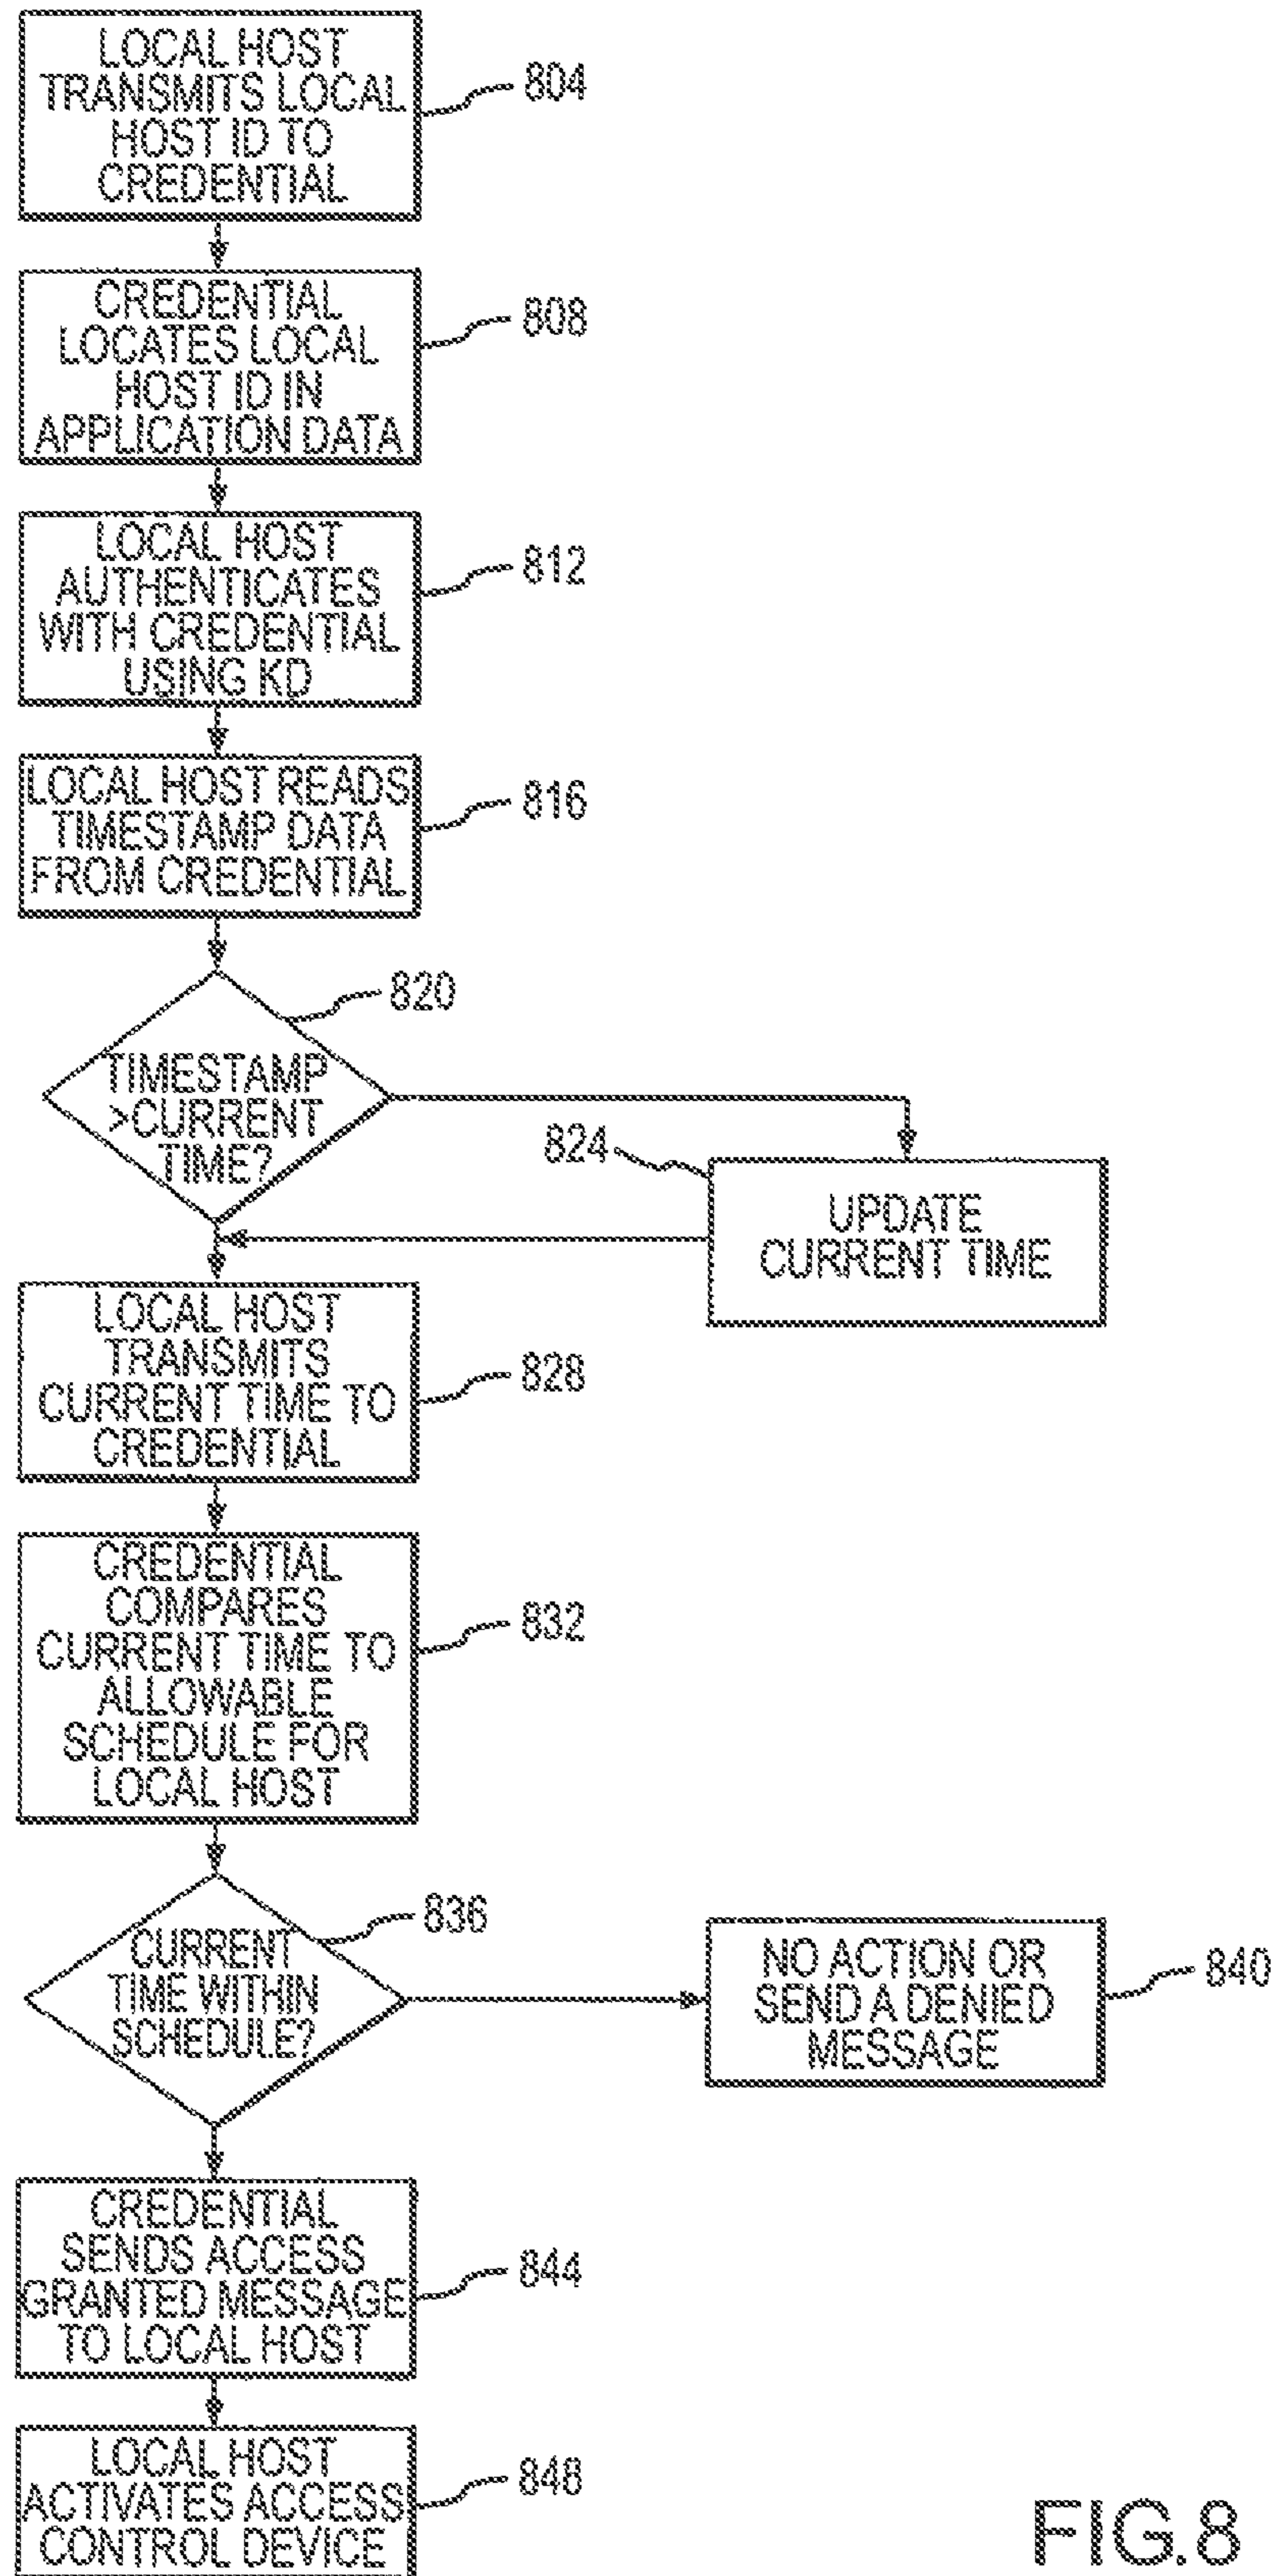 LOCAL HOST
TRANSMITS LOCAL
HOST ID TO
CREDENTIAL
804
CREDENTIAL
LOCATES LOCAL
HOST ID IN
APPLICATION DATA
808
LOCAL HOST
AUTHENTICATES
WITH CREDENTIAL
USING KD
812
LOCAL HOST READS
TIMESTAMP DATA
FROM CREDENTIAL
816
820
TIMESTAMP
>CURRENT
TIME?
824
UPDATE
CURRENT TIME
LOCAL HOST
TRANSMITS
CURRENT TIME TO
CREDENTIAL
828
CREDENTIAL
COMPARES
CURRENT TIME TO
ALLOWABLE
SCHEDULE FOR
LOCAL HOST
832
836
CURRENT
TIME WITHIN
SCHEDULE?
NO ACTION OR
SEND A DENIED
MESSAGE
840
CREDENTIAL
SENDS ACCESS
GRANTED MESSAGE
TO LOCAL HOST
844
LOCAL HOST
ACTIVATES ACCESS
CONTROL DEVICE
848
FIG.8